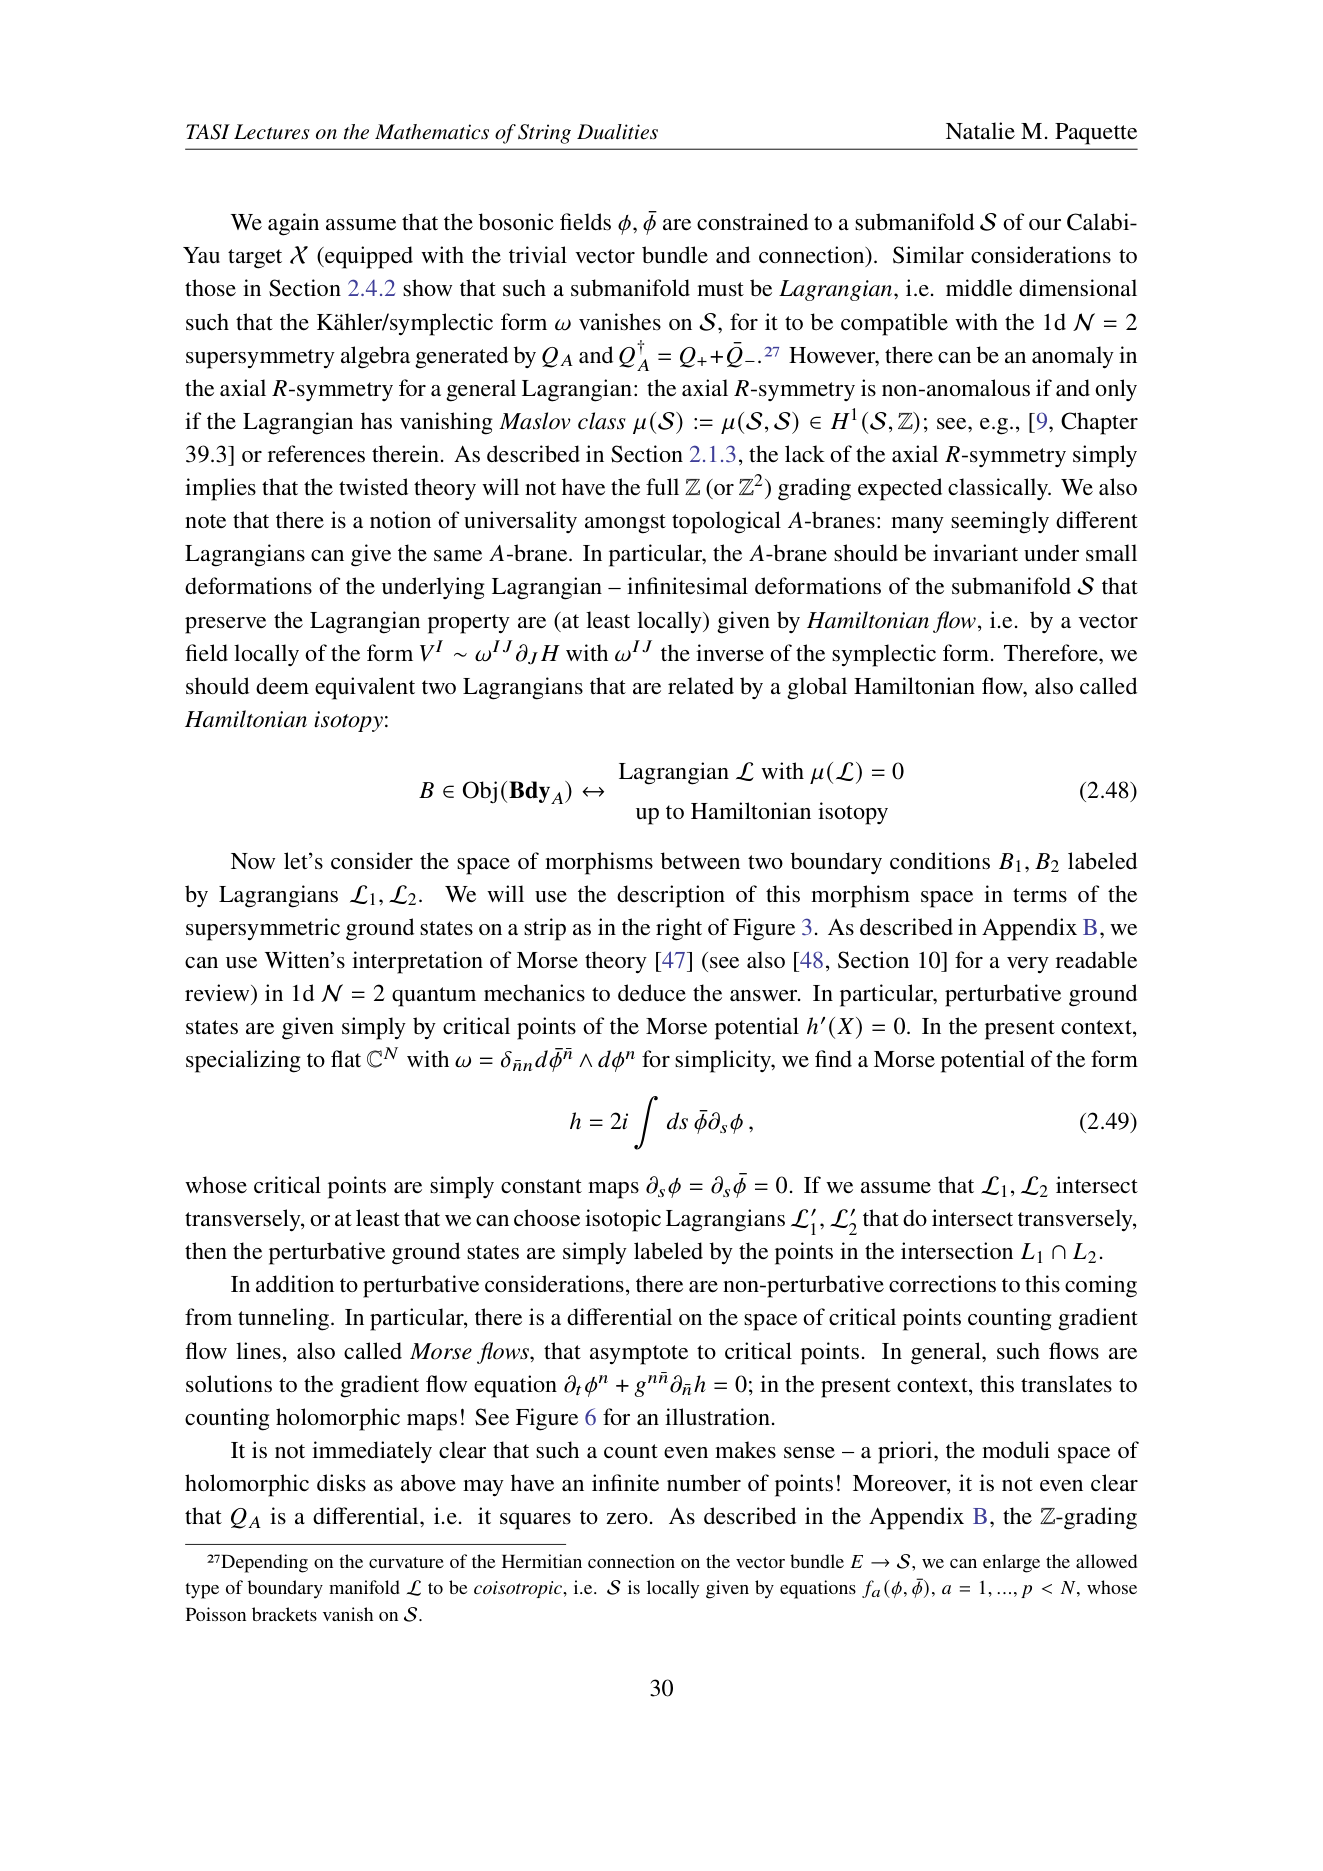 TASI Lectures on the Mathematics of String Dualities Natalie M. Paquette
We again assume that the bosonic fields ϕ, ϕ̄ are constrained to a submanifold 𝒮 of our Calabi-
Yau target 𝒳 (equipped with the trivial vector bundle and connection). Similar considerations to
those in Section 2.4.2 show that such a submanifold must be Lagrangian, i.e. middle dimensional
such that the Kähler/symplectic form ω vanishes on 𝒮, for it to be compatible with the 1d 𝒩 = 2
supersymmetry algebra generated by Q_A and Q_A^† = Q₊+Q̄₋.²⁷ However, there can be an anomaly in
the axial R-symmetry for a general Lagrangian: the axial R-symmetry is non-anomalous if and only
if the Lagrangian has vanishing Maslov class μ(𝒮) := μ(𝒮, 𝒮) ∈ H¹(𝒮, ℤ); see, e.g., [9, Chapter
39.3] or references therein. As described in Section 2.1.3, the lack of the axial R-symmetry simply
implies that the twisted theory will not have the full ℤ (or ℤ²) grading expected classically. We also
note that there is a notion of universality amongst topological A-branes: many seemingly different
Lagrangians can give the same A-brane. In particular, the A-brane should be invariant under small
deformations of the underlying Lagrangian – infinitesimal deformations of the submanifold 𝒮 that
preserve the Lagrangian property are (at least locally) given by Hamiltonian flow, i.e. by a vector
field locally of the form V^I ∼ ω^{IJ}∂_J H with ω^{IJ} the inverse of the symplectic form. Therefore, we
should deem equivalent two Lagrangians that are related by a global Hamiltonian flow, also called
Hamiltonian isotopy:
Lagrangian ℒ with μ(ℒ) = 0
B ∈ Obj(Bdy_A) ↔ (2.48)
up to Hamiltonian isotopy
Now let's consider the space of morphisms between two boundary conditions B₁, B₂ labeled
by Lagrangians ℒ₁, ℒ₂. We will use the description of this morphism space in terms of the
supersymmetric ground states on a strip as in the right of Figure 3. As described in Appendix B, we
can use Witten's interpretation of Morse theory [47] (see also [48, Section 10] for a very readable
review) in 1d 𝒩 = 2 quantum mechanics to deduce the answer. In particular, perturbative ground
states are given simply by critical points of the Morse potential h′(X) = 0. In the present context,
specializing to flat ℂ^N with ω = δ_{n̄n}dϕ̄^{n̄} ∧ dϕ^n for simplicity, we find a Morse potential of the form
h = 2i ∫ ds ϕ̄∂_sϕ , (2.49)
whose critical points are simply constant maps ∂_sϕ = ∂_sϕ̄ = 0. If we assume that ℒ₁, ℒ₂ intersect
transversely, or at least that we can choose isotopic Lagrangians ℒ′₁, ℒ′₂ that do intersect transversely,
then the perturbative ground states are simply labeled by the points in the intersection L₁ ∩ L₂.
In addition to perturbative considerations, there are non-perturbative corrections to this coming
from tunneling. In particular, there is a differential on the space of critical points counting gradient
flow lines, also called Morse flows, that asymptote to critical points. In general, such flows are
solutions to the gradient flow equation ∂_tϕ^n + g^{nn̄}∂_{n̄}h = 0; in the present context, this translates to
counting holomorphic maps! See Figure 6 for an illustration.
It is not immediately clear that such a count even makes sense – a priori, the moduli space of
holomorphic disks as above may have an infinite number of points! Moreover, it is not even clear
that Q_A is a differential, i.e. it squares to zero. As described in the Appendix B, the ℤ-grading
²⁷Depending on the curvature of the Hermitian connection on the vector bundle E → 𝒮, we can enlarge the allowed
type of boundary manifold ℒ to be coisotropic, i.e. 𝒮 is locally given by equations f_a(ϕ, ϕ̄), a = 1, ..., p < N, whose
Poisson brackets vanish on 𝒮.
30